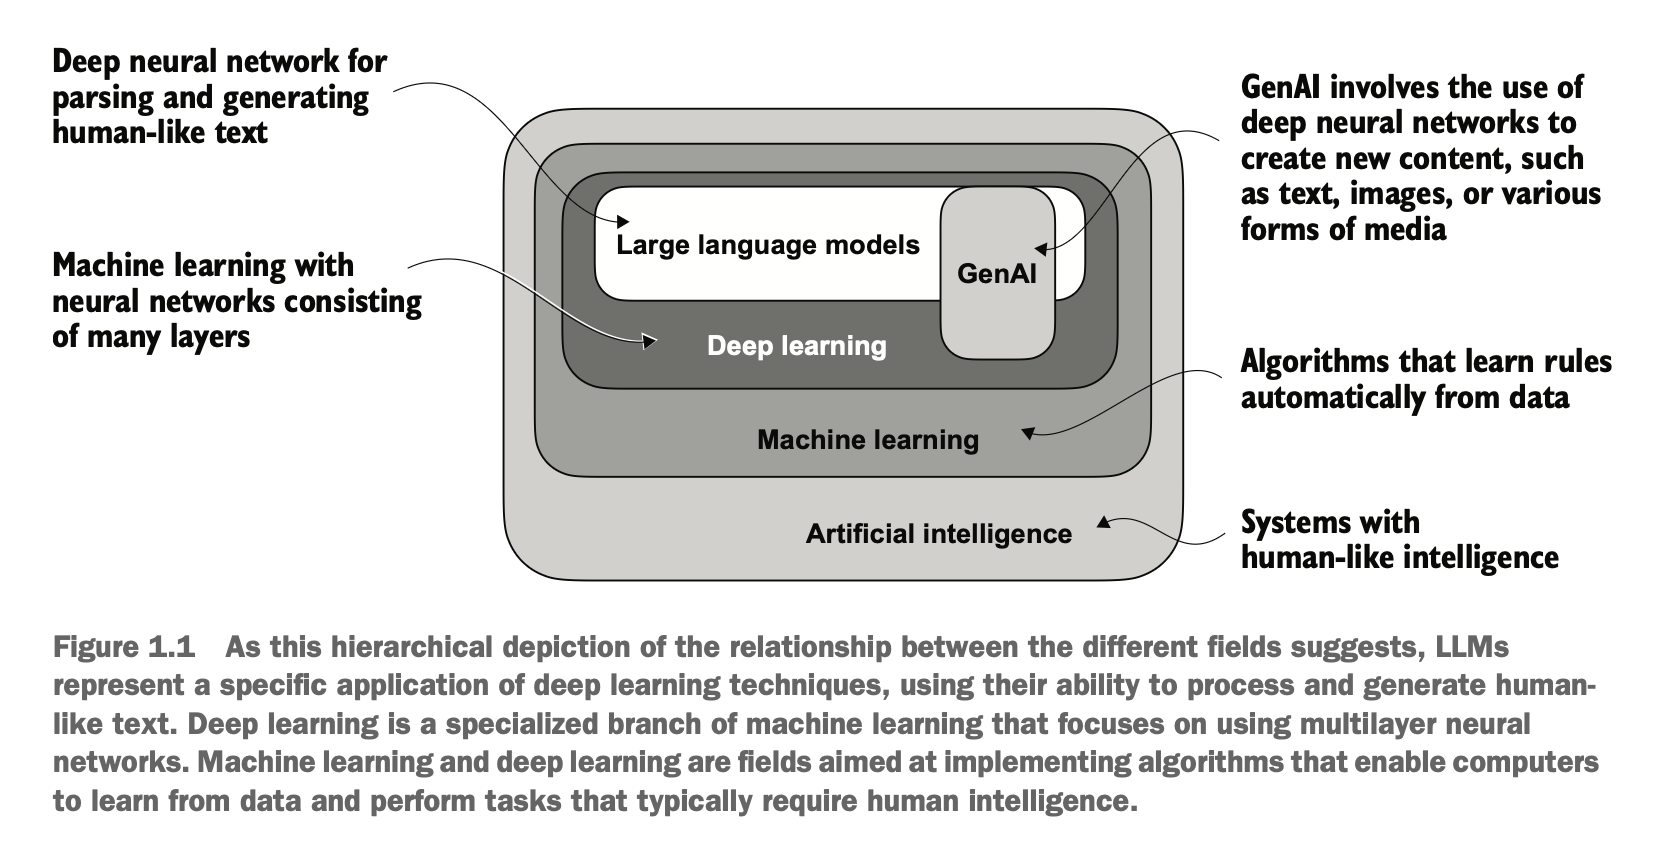 Deep neural network for
parsing and generating
human-like text
Machine learning with
neural networks consisting
of many layers
Large language models
GenAI
Deep learning
Machine learning
Artificial intelligence
GenAI involves the use of
deep neural networks to
create new content, such
as text, images, or various
forms of media
Algorithms that learn rules
automatically from data
Systems with
human-like intelligence
Figure 1.1 As this hierarchical depiction of the relationship between the different fields suggests, LLMs
represent a specific application of deep learning techniques, using their ability to process and generate human-
like text. Deep learning is a specialized branch of machine learning that focuses on using multilayer neural
networks. Machine learning and deep learning are fields aimed at implementing algorithms that enable computers
to learn from data and perform tasks that typically require human intelligence.